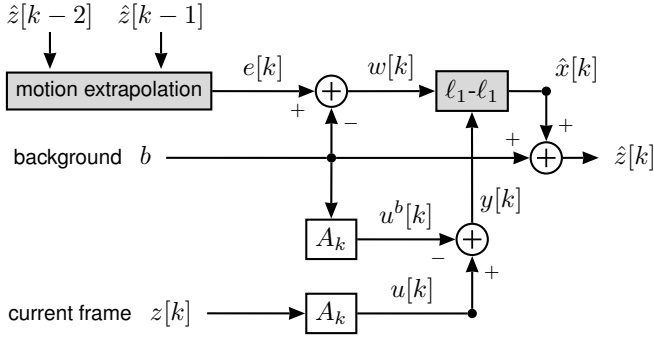 ẑ[k − 2] ẑ[k − 1]
motion extrapolation e[k] w[k] ℓ₁-ℓ₁ x̂[k]
+ + − +
background b + + ẑ[k]
A_k u^b[k] y[k]
− + +
current frame z[k] A_k u[k]